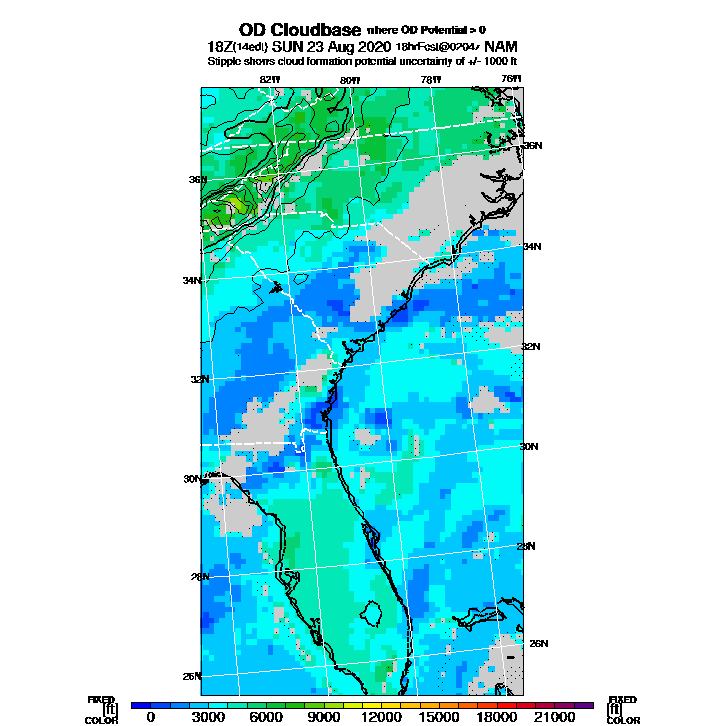 OD Cloudbase where OD Potential > 0
18Z(14edt) SUN 23 Aug 2020 NAM
Stipple shows cloud formation potential uncertainty of +/- 1000 ft
82W 80W 78W 76W
36N
36N
34N
34N
32N
32N
30N
30N
28N
28N
26N
26N
FIXED FIXED
[ft] [ft]
COLOR 0 3000 6000 9000 12000 15000 18000 21000 COLOR